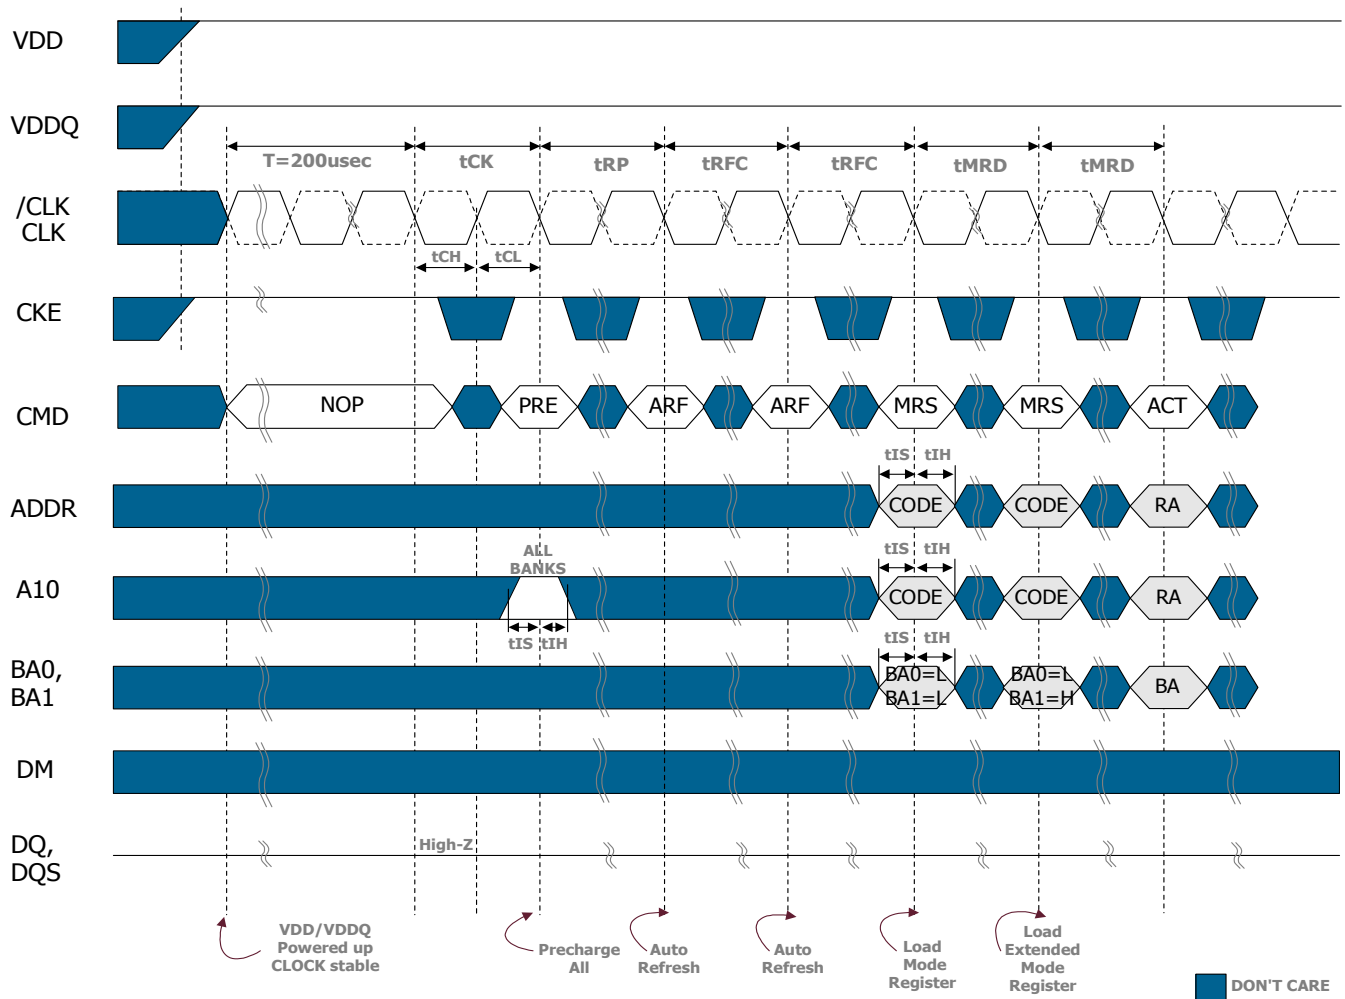 VDD
VDDQ
T=200usec tCK tRP tRFC tRFC tMRD tMRD
/CLK
CLK
tCH tCL
CKE
CMD NOP PRE ARF ARF MRS MRS ACT
tIS tIH
ADDR CODE CODE RA
ALL
BANKS
tIS tIH
A10 CODE CODE RA
tIS tIH
tIS tIH
BA0,
BA1
BA0=L
BA1=L
BA0=L
BA1=H
BA
DM
DQ,
DQS
High-Z
VDD/VDDQ
Powered up
CLOCK stable
Precharge
All
Auto
Refresh
Auto
Refresh
Load
Mode
Register
Load
Extended
Mode
Register
DON'T CARE